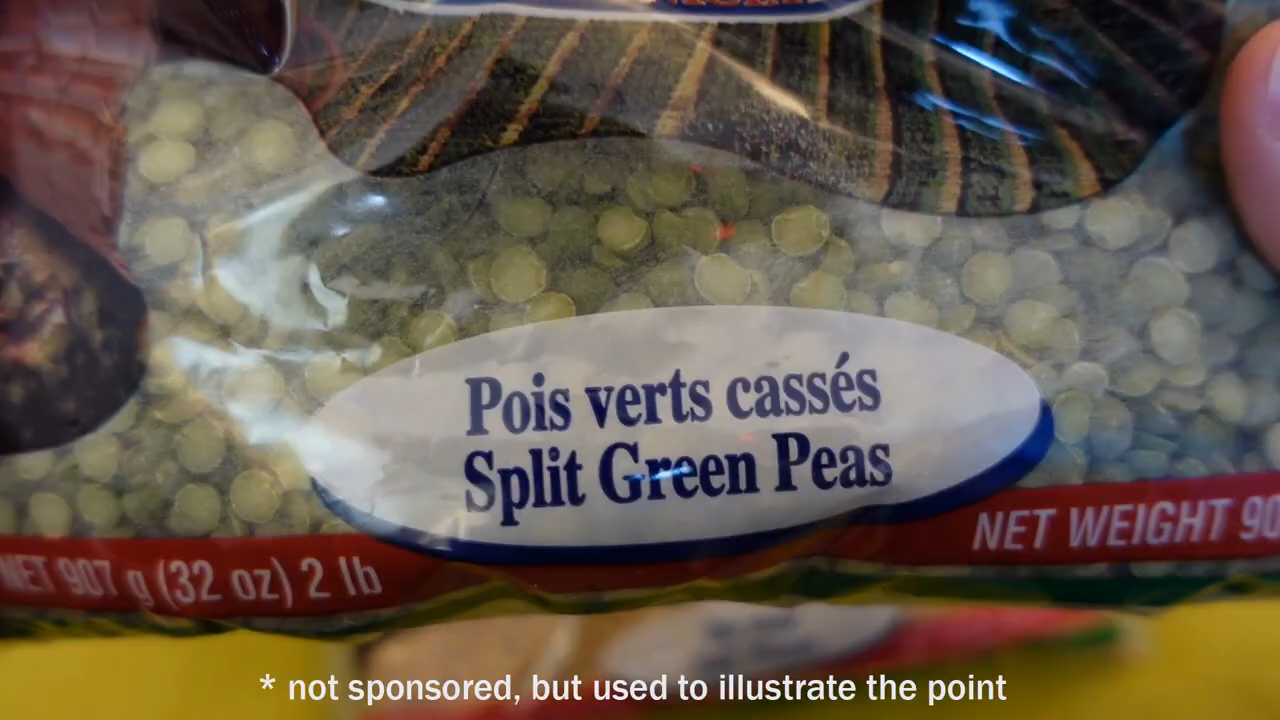 Pois verts cassés
Split Green Peas
NET WEIGHT 90
NET 907 g (32 oz) 2 lb
* not sponsored, but used to illustrate the point